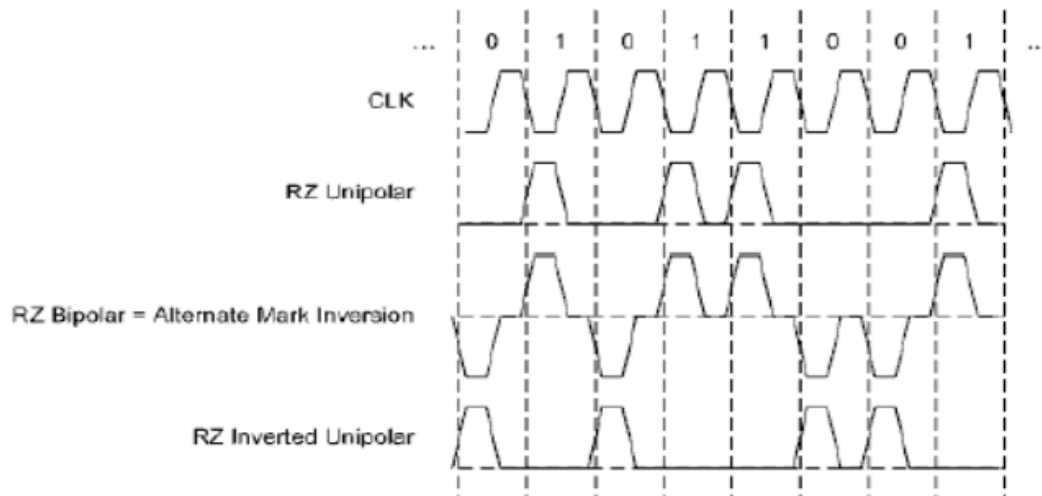 ... 0 1 0 1 1 0 0 1 ..
CLK
RZ Unipolar
RZ Bipolar = Alternate Mark Inversion
RZ Inverted Unipolar